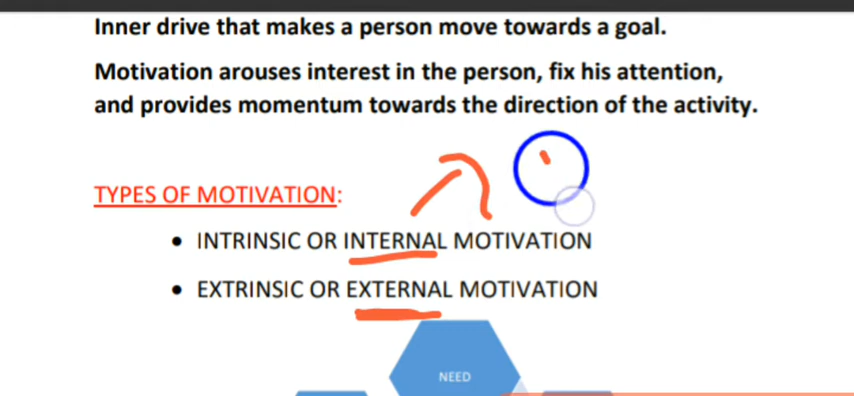 Inner drive that makes a person move towards a goal.
Motivation arouses interest in the person, fix his attention,
and provides momentum towards the direction of the activity.
TYPES OF MOTIVATION:
• INTRINSIC OR INTERNAL MOTIVATION
• EXTRINSIC OR EXTERNAL MOTIVATION
NEED